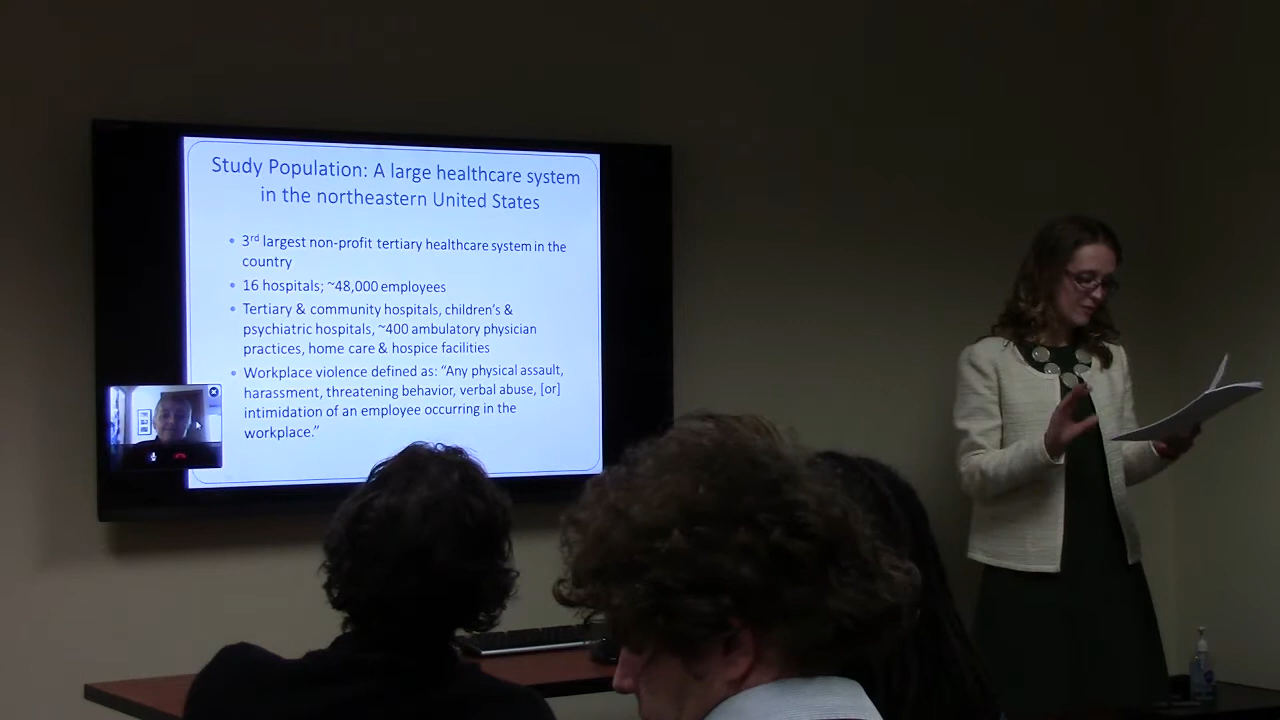 Study Population: A large healthcare system
in the northeastern United States
• 3rd largest non-profit tertiary healthcare system in the
country
• 16 hospitals; ~48,000 employees
• Tertiary & community hospitals, children's &
psychiatric hospitals, ~400 ambulatory physician
practices, home care & hospice facilities
• Workplace violence defined as: “Any physical assault,
harassment, threatening behavior, verbal abuse, [or]
intimidation of an employee occurring in the
workplace.”